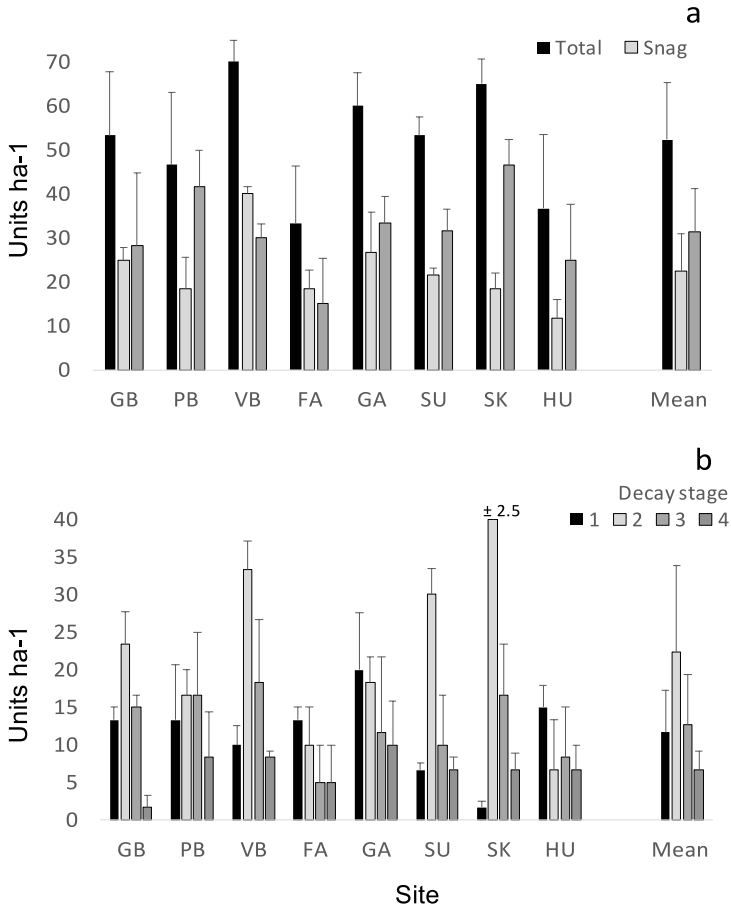 a
Total Snag
Units ha-1
70
60
50
40
30
20
10
0
GB PB VB FA GA SU SK HU Mean
b
Decay stage
1 2 3 4
± 2.5
Units ha-1
40
35
30
25
20
15
10
5
0
GB PB VB FA GA SU SK HU Mean
Site